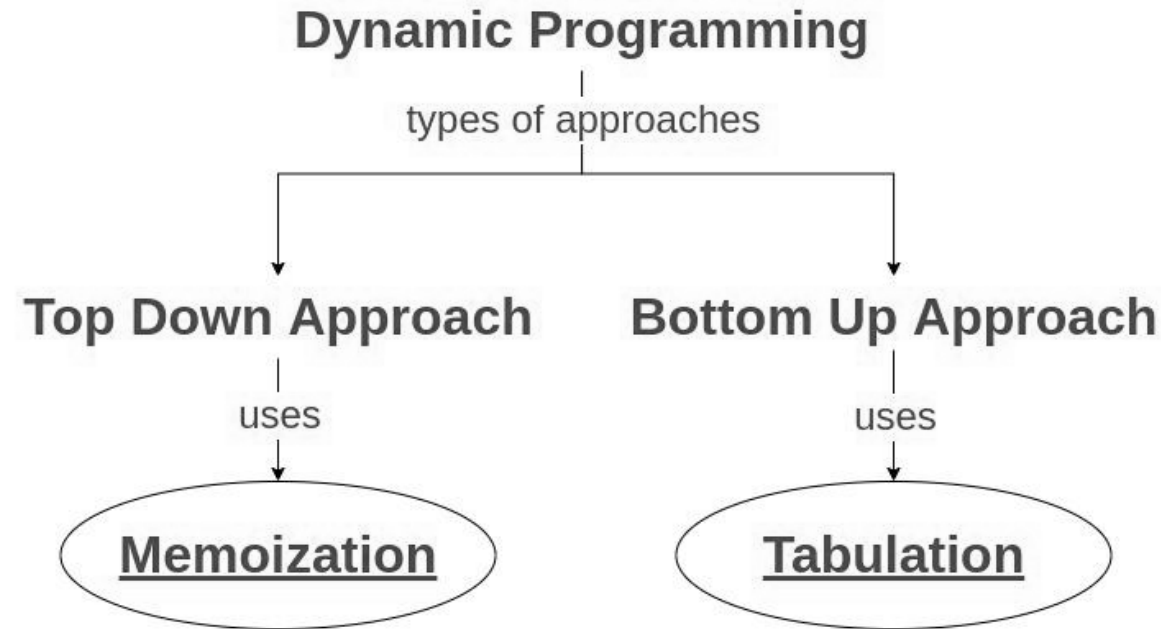 Dynamic Programming
types of approaches
Top Down Approach
Bottom Up Approach
uses
uses
Memoization
Tabulation